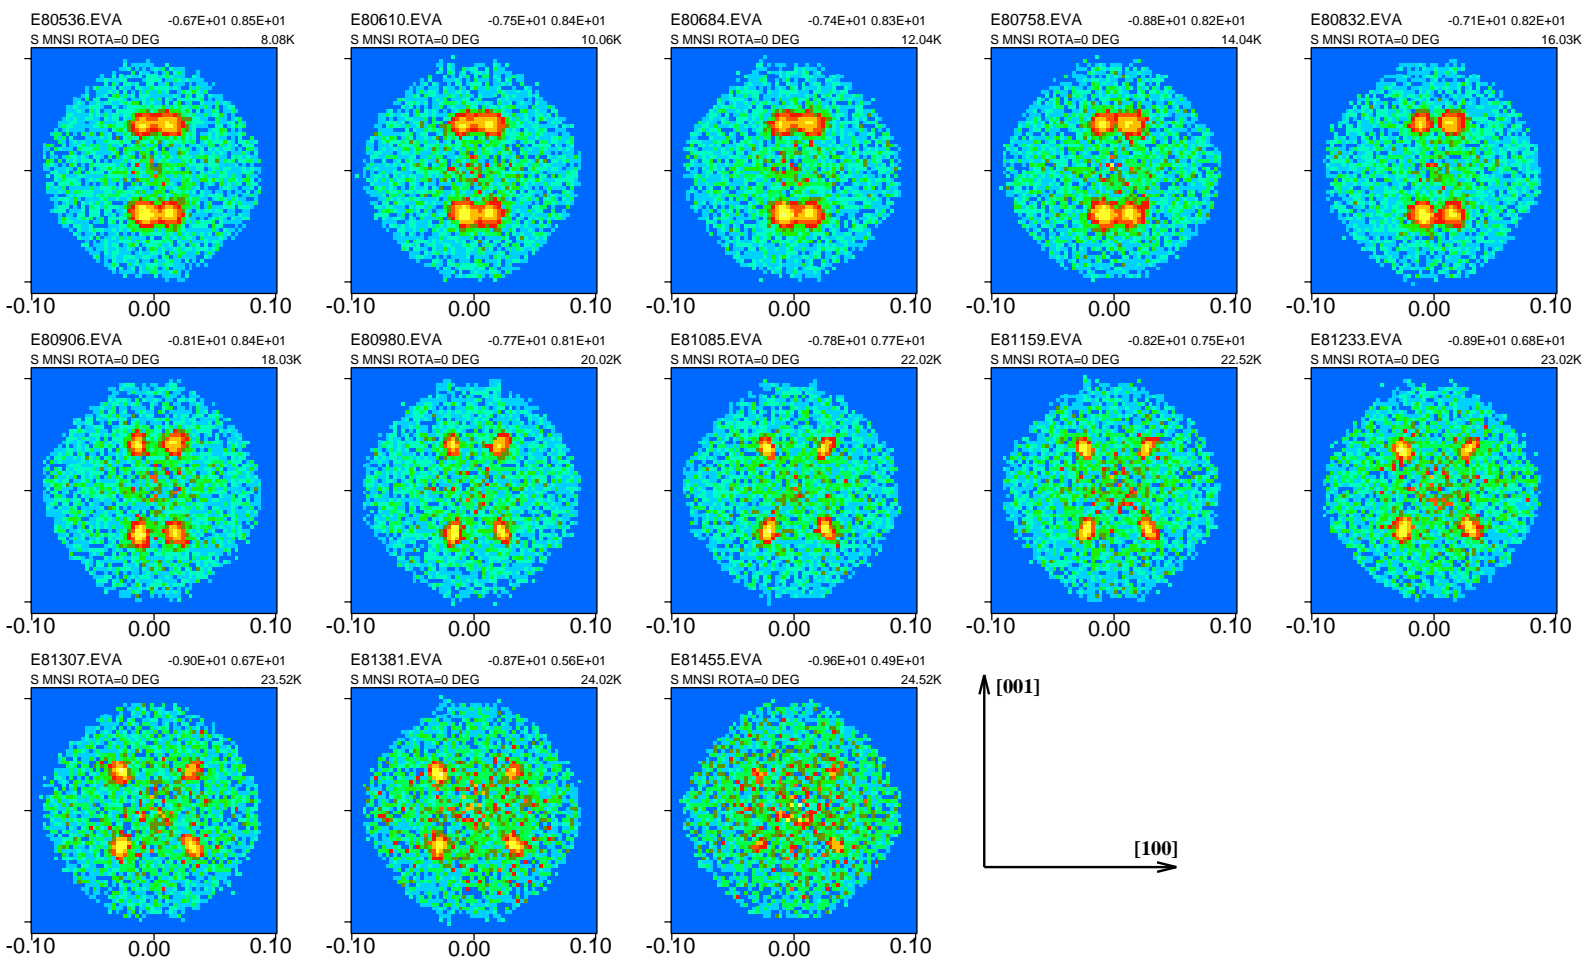 E80536.EVA -0.67E+01 0.85E+01
S MNSI ROTA=0 DEG 8.08K
-0.10 0.00 0.10
E80610.EVA -0.75E+01 0.84E+01
S MNSI ROTA=0 DEG 10.06K
-0.10 0.00 0.10
E80684.EVA -0.74E+01 0.83E+01
S MNSI ROTA=0 DEG 12.04K
-0.10 0.00 0.10
E80758.EVA -0.88E+01 0.82E+01
S MNSI ROTA=0 DEG 14.04K
-0.10 0.00 0.10
E80832.EVA -0.71E+01 0.82E+01
S MNSI ROTA=0 DEG 16.03K
-0.10 0.00 0.10
E80906.EVA -0.81E+01 0.84E+01
S MNSI ROTA=0 DEG 18.03K
-0.10 0.00 0.10
E80980.EVA -0.77E+01 0.81E+01
S MNSI ROTA=0 DEG 20.02K
-0.10 0.00 0.10
E81085.EVA -0.78E+01 0.77E+01
S MNSI ROTA=0 DEG 22.02K
-0.10 0.00 0.10
E81159.EVA -0.82E+01 0.75E+01
S MNSI ROTA=0 DEG 22.52K
-0.10 0.00 0.10
E81233.EVA -0.89E+01 0.68E+01
S MNSI ROTA=0 DEG 23.02K
-0.10 0.00 0.10
E81307.EVA -0.90E+01 0.67E+01
S MNSI ROTA=0 DEG 23.52K
-0.10 0.00 0.10
E81381.EVA -0.87E+01 0.56E+01
S MNSI ROTA=0 DEG 24.02K
-0.10 0.00 0.10
E81455.EVA -0.96E+01 0.49E+01
S MNSI ROTA=0 DEG 24.52K
-0.10 0.00 0.10
[001]
[100]